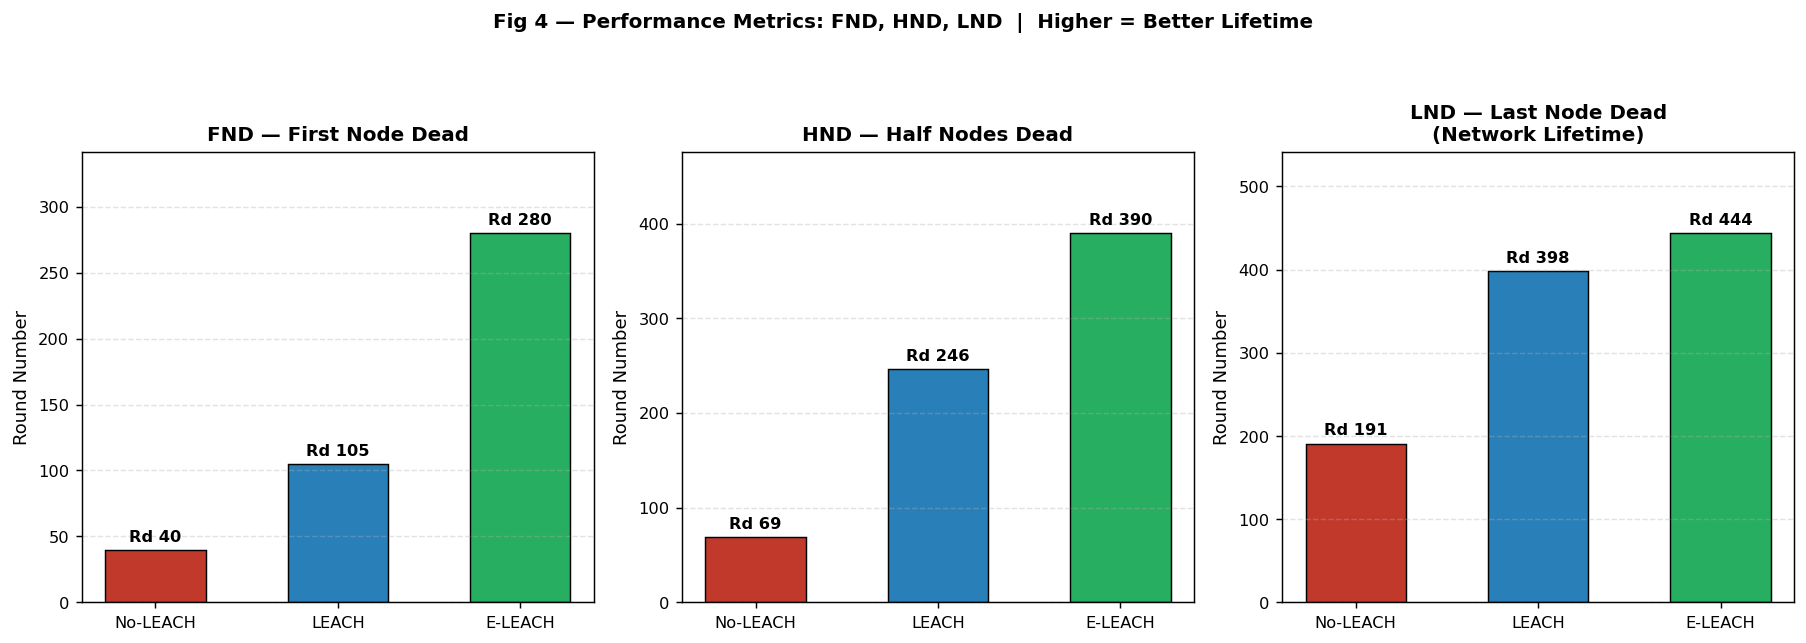 Fig 4 — Performance Metrics: FND, HND, LND | Higher = Better Lifetime
FND — First Node Dead
Round Number
300
250
200
150
100
50
0
Rd 40
Rd 105
Rd 280
No-LEACH
LEACH
E-LEACH
HND — Half Nodes Dead
Round Number
400
300
200
100
0
Rd 69
Rd 246
Rd 390
No-LEACH
LEACH
E-LEACH
LND — Last Node Dead
(Network Lifetime)
Round Number
500
400
300
200
100
0
Rd 191
Rd 398
Rd 444
No-LEACH
LEACH
E-LEACH